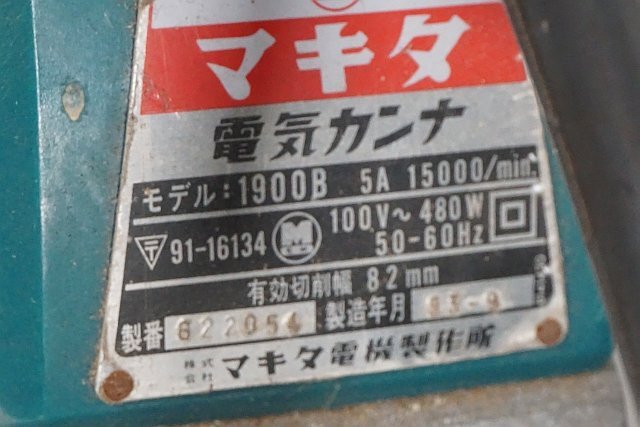 マキタ
電気カンナ
モデル：1900B 5A 15000/min.
〒 91-16134 M 100V～480W
50-60Hz
有効切削幅 82mm
製番 622054 製造年月 83-9
株式会社 マキタ電機製作所